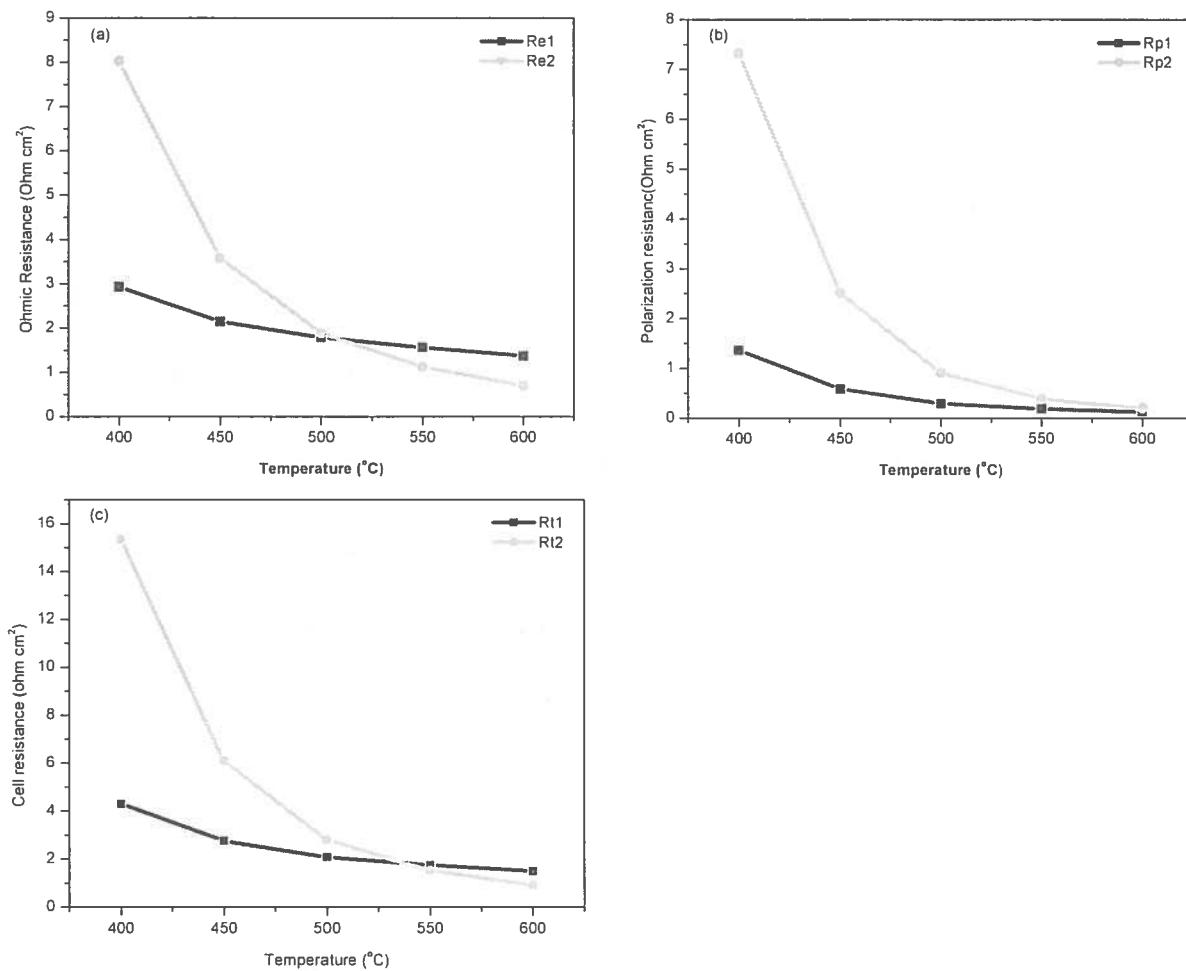 (a)
Re1
Re2
9
8
7
6
5
4
3
2
1
0
Ohmic Resistance (Ohm cm²)
400 450 500 550 600
Temperature (°C)
(b)
Rp1
Rp2
8
7
6
5
4
3
2
1
0
Polarization resistanc(Ohm cm²)
400 450 500 550 600
Temperature (°C)
(c)
Rt1
Rt2
16
14
12
10
8
6
4
2
0
Cell resistance (ohm cm²)
400 450 500 550 600
Temperature (°C)